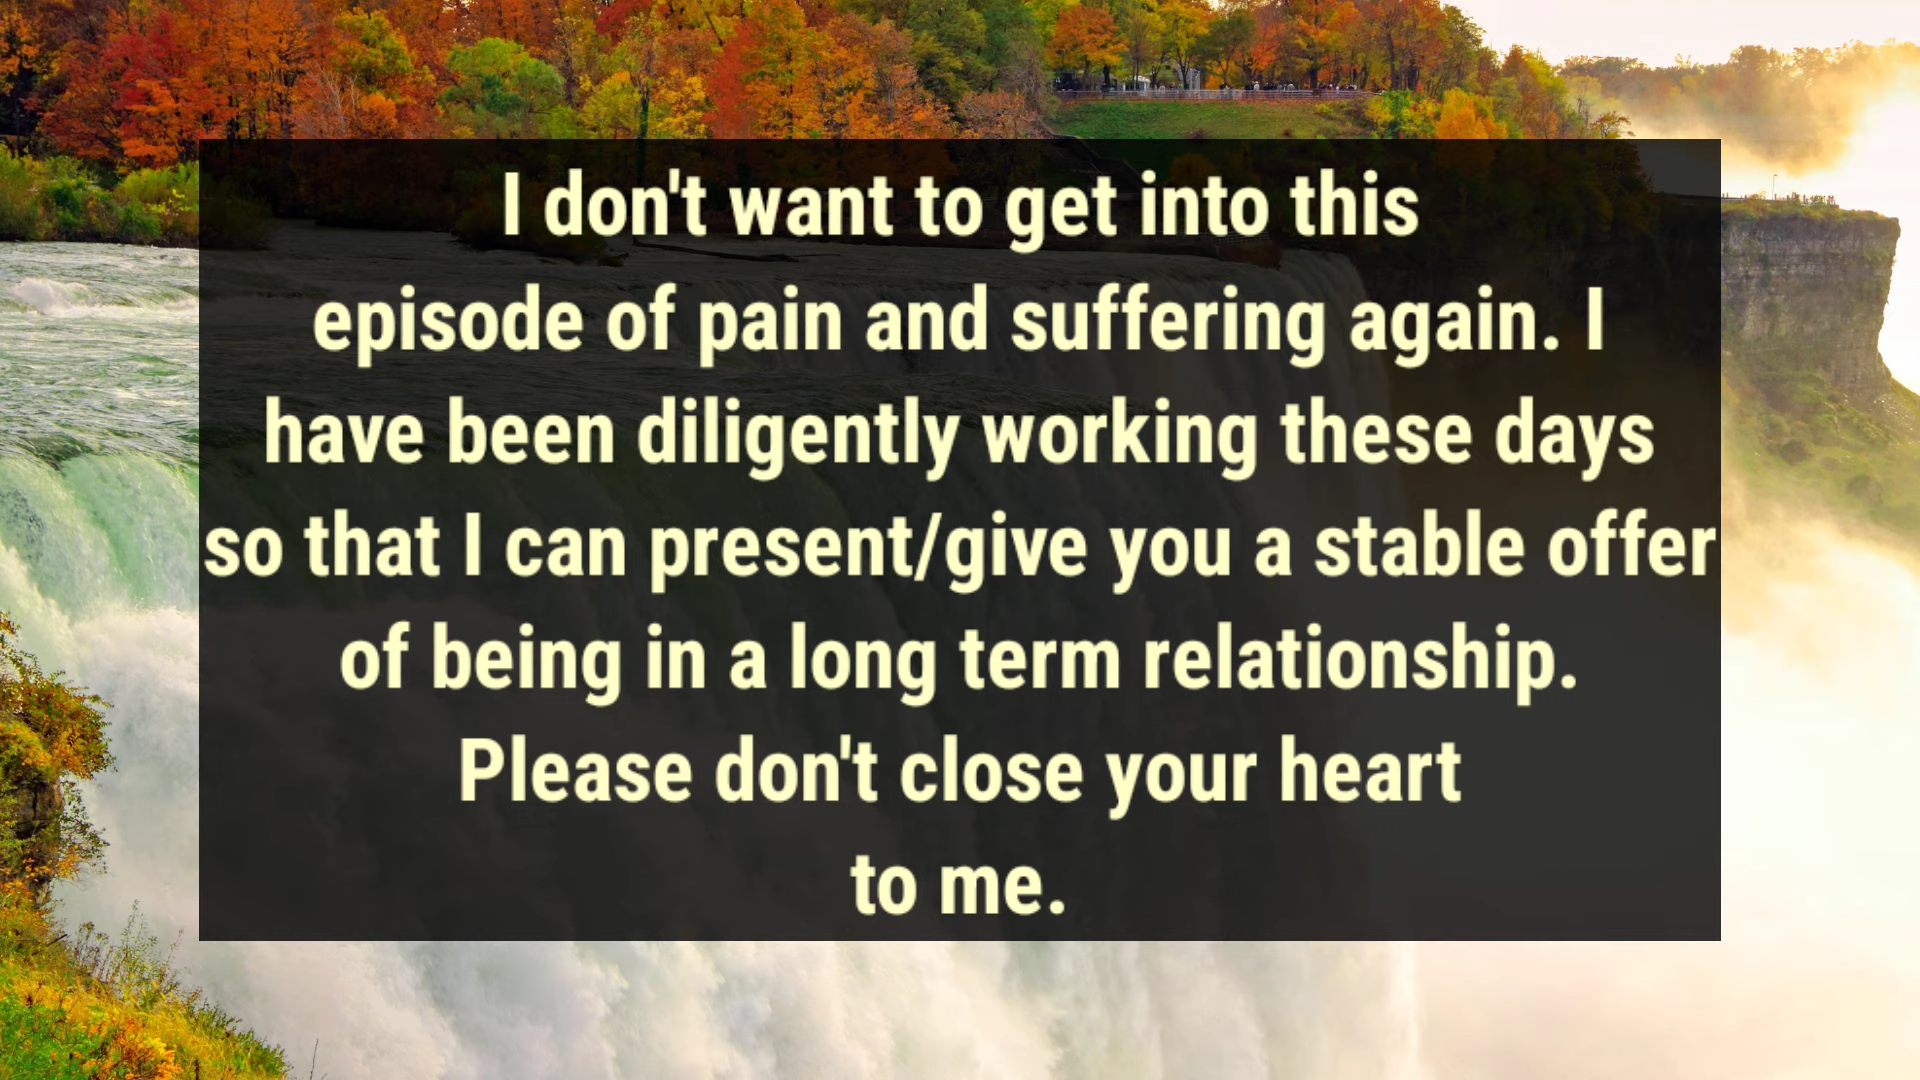 I don't want to get into this
episode of pain and suffering again. I
have been diligently working these days
so that I can present/give you a stable offer
of being in a long term relationship.
Please don't close your heart
to me.